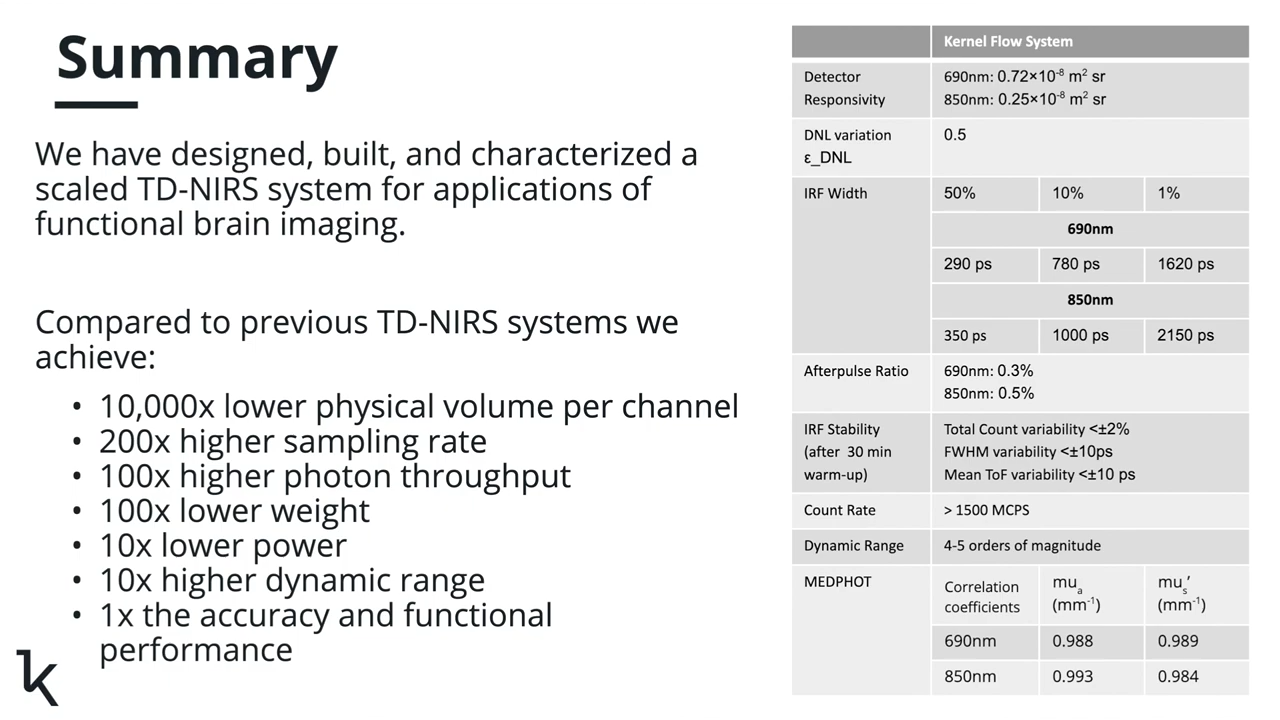 Summary
We have designed, built, and characterized a
scaled TD-NIRS system for applications of
functional brain imaging.
Compared to previous TD-NIRS systems we
achieve:
• 10,000x lower physical volume per channel
• 200x higher sampling rate
• 100x higher photon throughput
• 100x lower weight
• 10x lower power
• 10x higher dynamic range
• 1x the accuracy and functional
performance
k
Kernel Flow System
Detector
Responsivity
690nm: 0.72×10⁻⁸ m² sr
850nm: 0.25×10⁻⁸ m² sr
DNL variation
ε_DNL
0.5
IRF Width
50% 10% 1%
690nm
290 ps 780 ps 1620 ps
850nm
350 ps 1000 ps 2150 ps
Afterpulse Ratio
690nm: 0.3%
850nm: 0.5%
IRF Stability
(after 30 min
warm-up)
Total Count variability <±2%
FWHM variability <±10ps
Mean ToF variability <±10 ps
Count Rate
> 1500 MCPS
Dynamic Range
4-5 orders of magnitude
MEDPHOT
Correlation
coefficients
muₐ
(mm⁻¹)
muₛ’
(mm⁻¹)
690nm 0.988 0.989
850nm 0.993 0.984